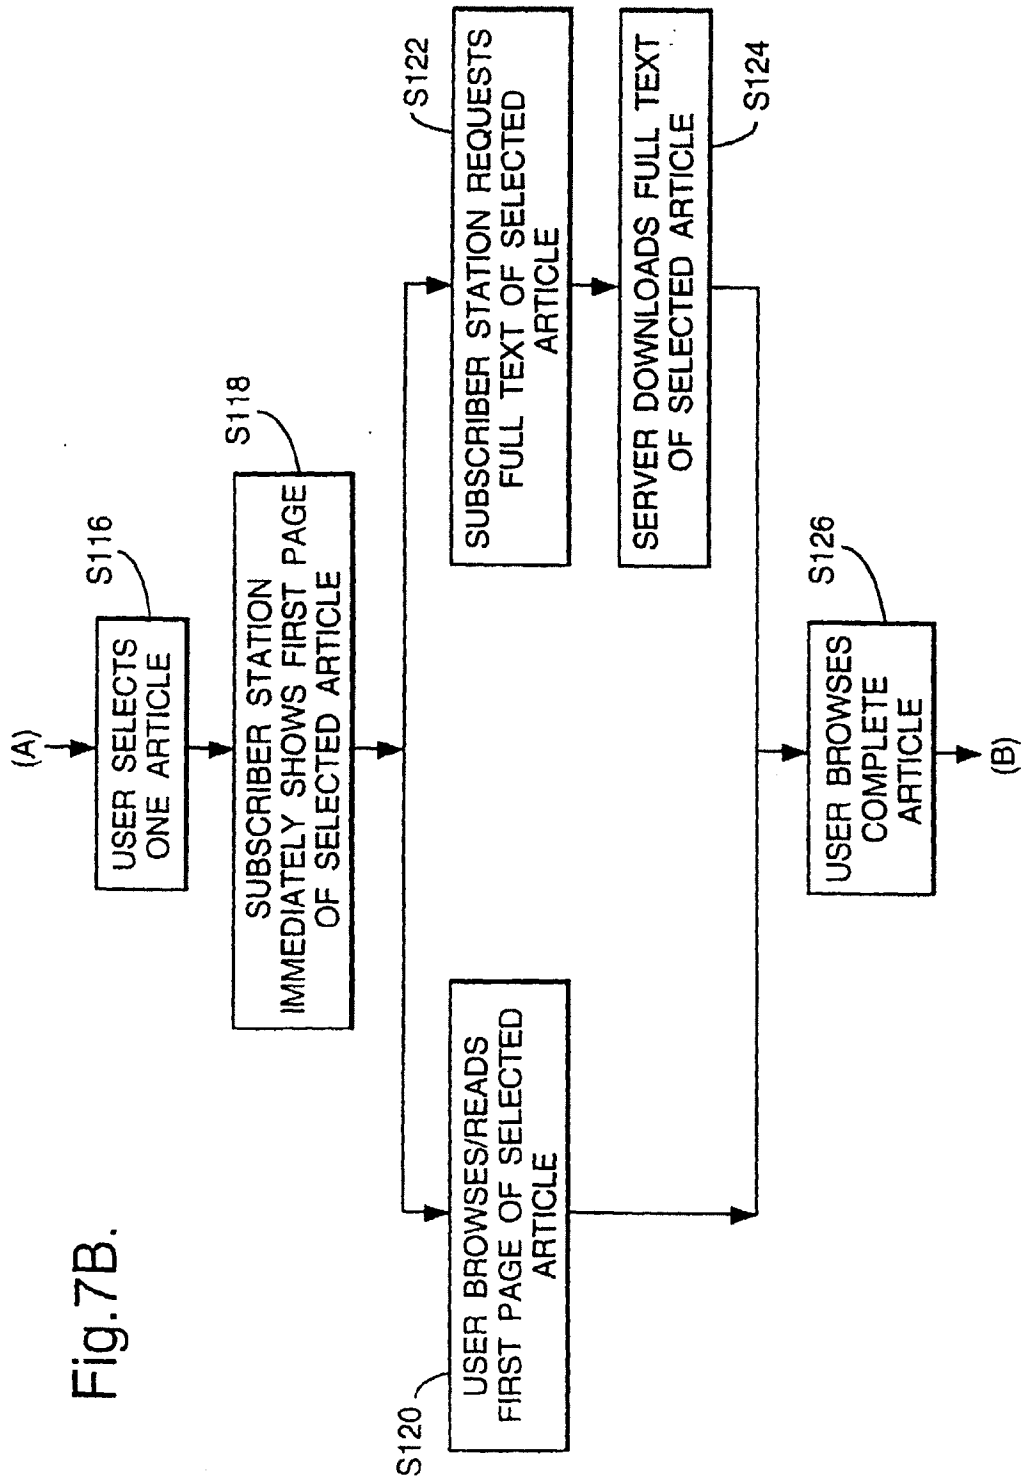 Fig.7B.
(A)
S116
USER SELECTS
ONE ARTICLE
S118
SUBSCRIBER STATION
IMMEDIATELY SHOWS FIRST PAGE
OF SELECTED ARTICLE
S120
USER BROWSES/READS
FIRST PAGE OF SELECTED
ARTICLE
S122
SUBSCRIBER STATION REQUESTS
FULL TEXT OF SELECTED
ARTICLE
S124
SERVER DOWNLOADS FULL TEXT
OF SELECTED ARTICLE
S126
USER BROWSES
COMPLETE
ARTICLE
(B)